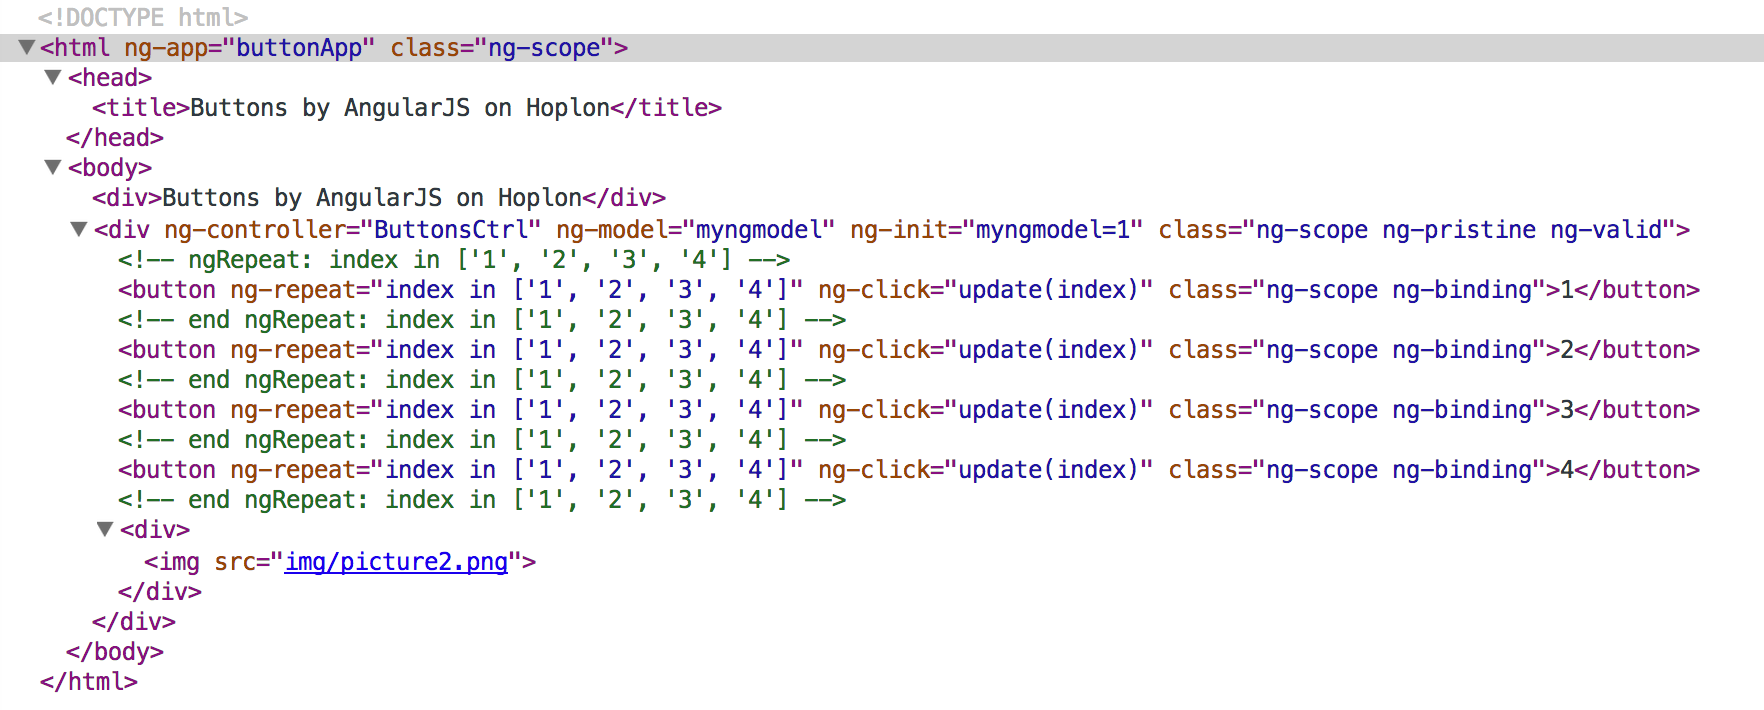 <!DOCTYPE html>
<html ng-app="buttonApp" class="ng-scope">
<head>
<title>Buttons by AngularJS on Hoplon</title>
</head>
<body>
<div>Buttons by AngularJS on Hoplon</div>
<div ng-controller="ButtonsCtrl" ng-model="myngmodel" ng-init="myngmodel=1" class="ng-scope ng-pristine ng-valid">
<!-- ngRepeat: index in ['1', '2', '3', '4'] -->
<button ng-repeat="index in ['1', '2', '3', '4']" ng-click="update(index)" class="ng-scope ng-binding">1</button>
<!-- end ngRepeat: index in ['1', '2', '3', '4'] -->
<button ng-repeat="index in ['1', '2', '3', '4']" ng-click="update(index)" class="ng-scope ng-binding">2</button>
<!-- end ngRepeat: index in ['1', '2', '3', '4'] -->
<button ng-repeat="index in ['1', '2', '3', '4']" ng-click="update(index)" class="ng-scope ng-binding">3</button>
<!-- end ngRepeat: index in ['1', '2', '3', '4'] -->
<button ng-repeat="index in ['1', '2', '3', '4']" ng-click="update(index)" class="ng-scope ng-binding">4</button>
<!-- end ngRepeat: index in ['1', '2', '3', '4'] -->
<div>
<img src="img/picture2.png">
</div>
</div>
</body>
</html>